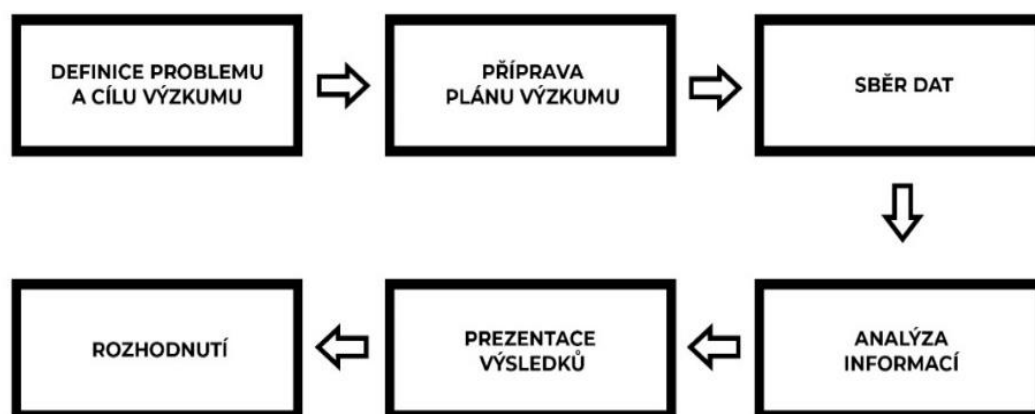 DEFINICE PROBLEMU
A CÍLU VÝZKUMU
PŘÍPRAVA
PLÁNU VÝZKUMU
SBĚR DAT
ANALÝZA
INFORMACÍ
PREZENTACE
VÝSLEDKŮ
ROZHODNUTÍ